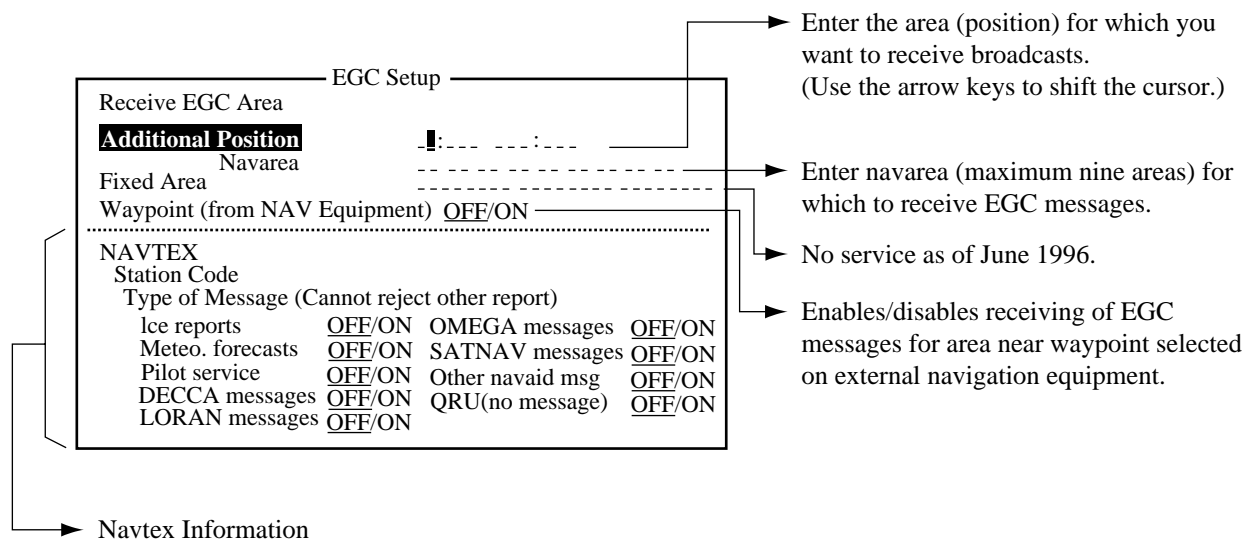 EGC Setup
Receive EGC Area
Additional Position _ _:_ _ _ _ _ _:_ _ _
Navarea _ _ _ _ _ _ _ _ _ _ _ _ _ _ _ _ _ _
Fixed Area _ _ _ _ _ _ _ _ _ _ _ _ _ _ _ _ _ _ _ _ _ _ _ _ _ _
Waypoint (from NAV Equipment) OFF/ON
NAVTEX
Station Code
Type of Message (Cannot reject other report)
Ice reports OFF/ON OMEGA messages OFF/ON
Meteo. forecasts OFF/ON SATNAV messages OFF/ON
Pilot service OFF/ON Other navaid msg OFF/ON
DECCA messages OFF/ON QRU(no message) OFF/ON
LORAN messages OFF/ON
Enter the area (position) for which you
want to receive broadcasts.
(Use the arrow keys to shift the cursor.)
Enter navarea (maximum nine areas) for
which to receive EGC messages.
No service as of June 1996.
Enables/disables receiving of EGC
messages for area near waypoint selected
on external navigation equipment.
Navtex Information